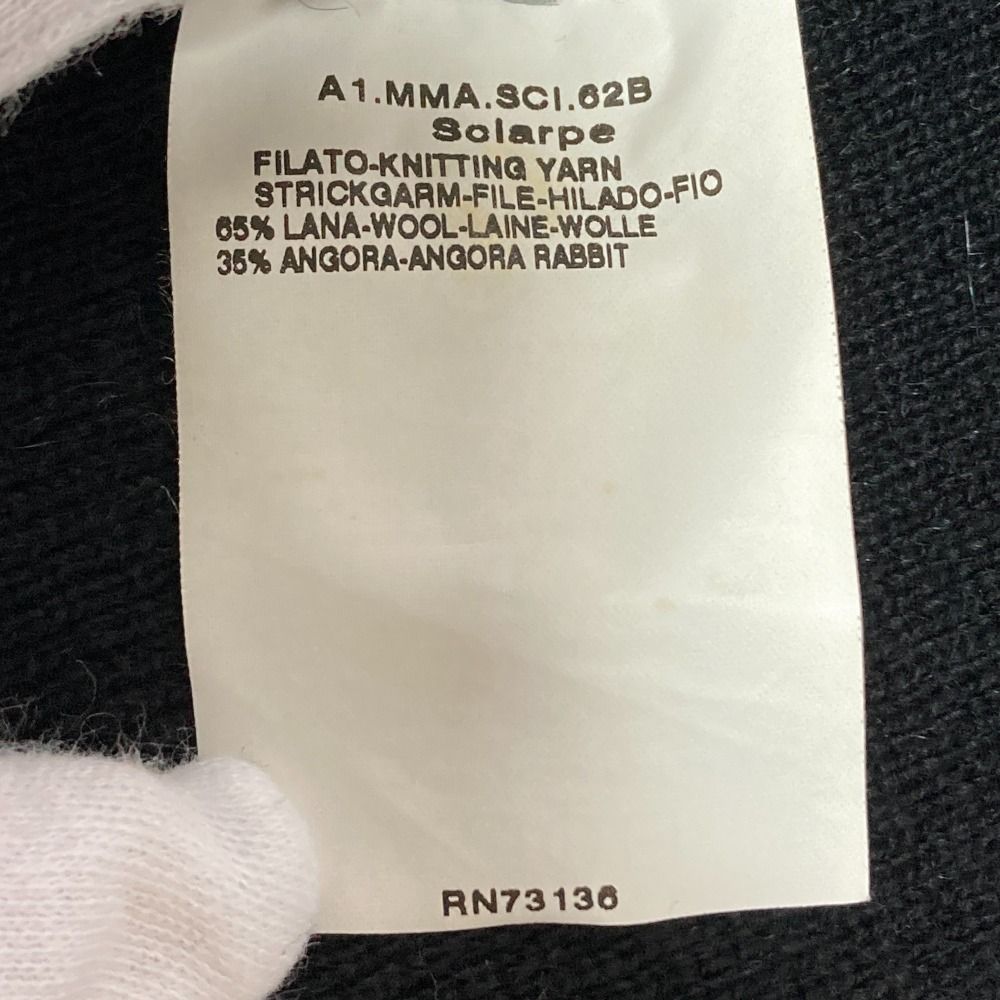 A1.MMA.SCI.62B
Sciarpe
FILATO-KNITTING YARN
STRICKGARM-FILE-HILADO-FIO
65% LANA-WOOL-LAINE-WOLLE
35% ANGORA-ANGORA RABBIT
RN73136